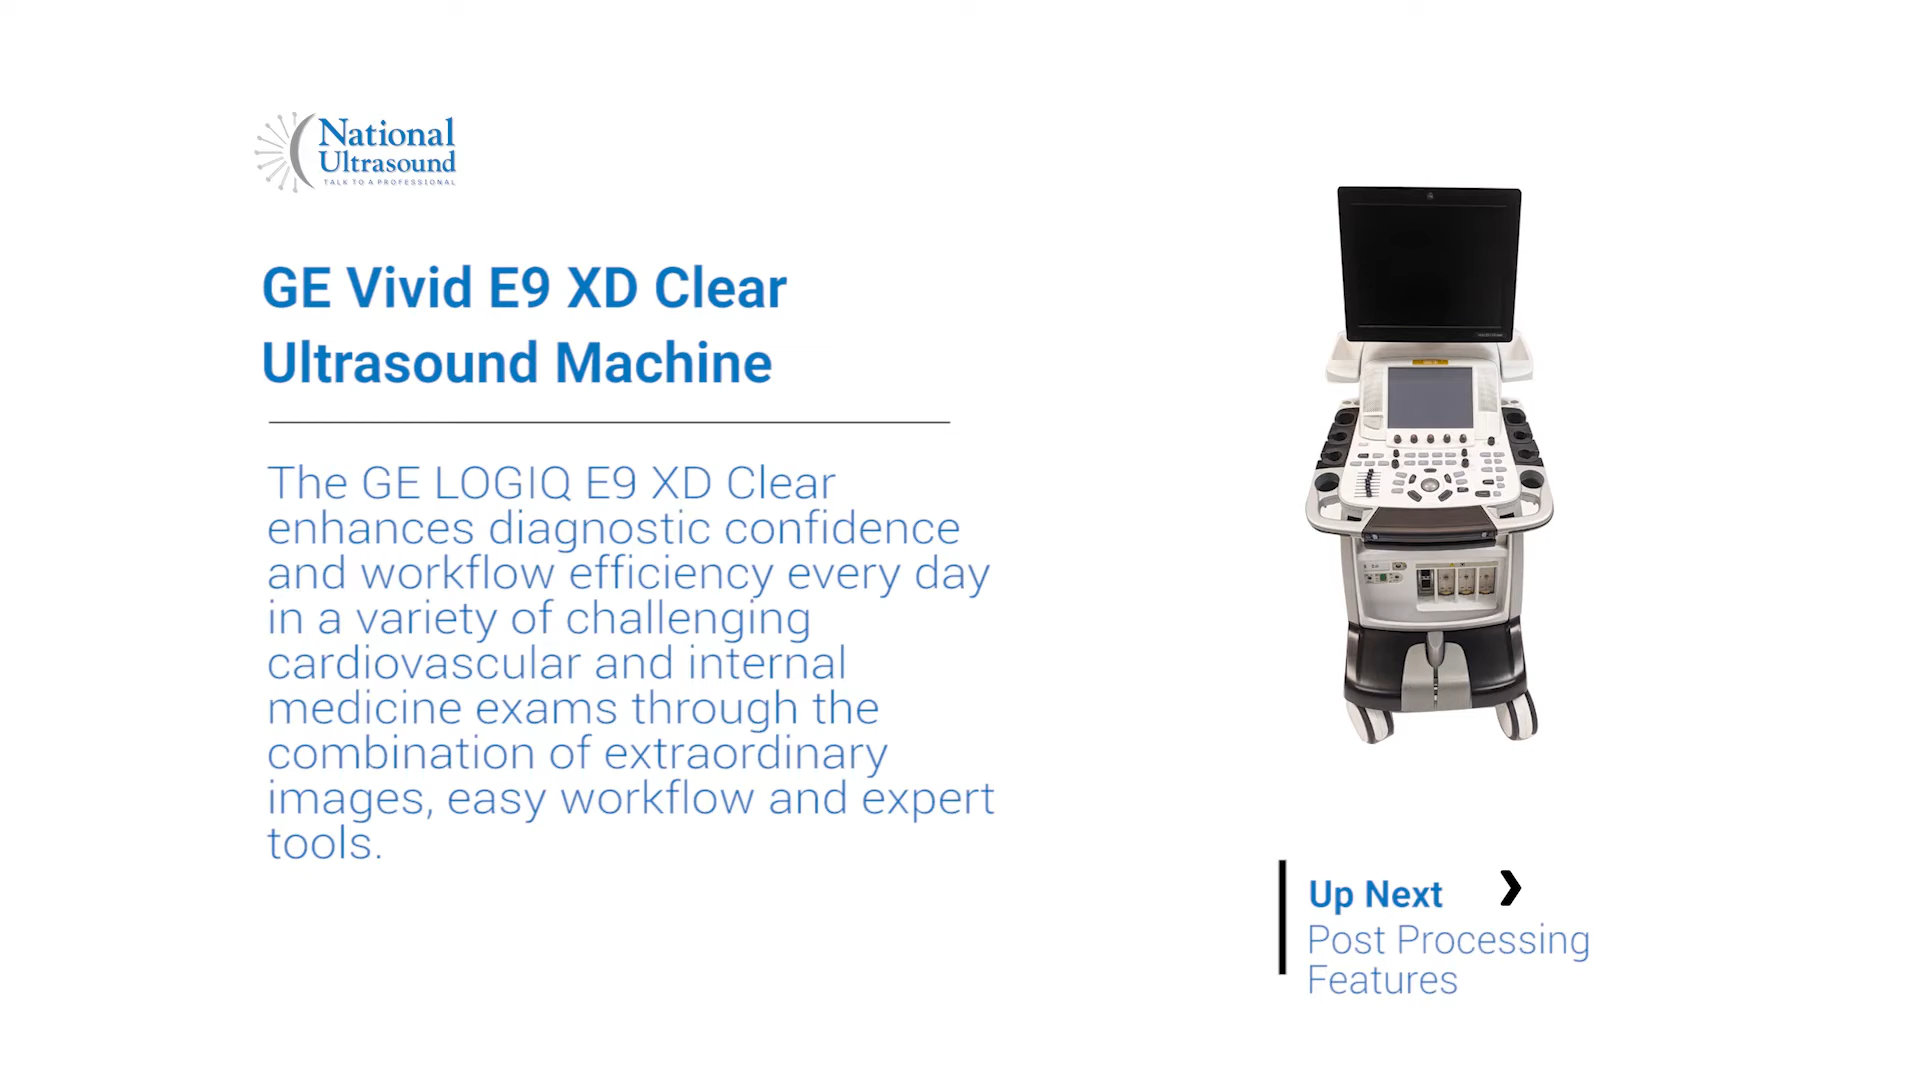 National
Ultrasound
TALK TO A PROFESSIONAL
GE Vivid E9 XD Clear
Ultrasound Machine
The GE LOGIQ E9 XD Clear
enhances diagnostic confidence
and workflow efficiency every day
in a variety of challenging
cardiovascular and internal
medicine exams through the
combination of extraordinary
images, easy workflow and expert
tools.
Up Next
Post Processing
Features